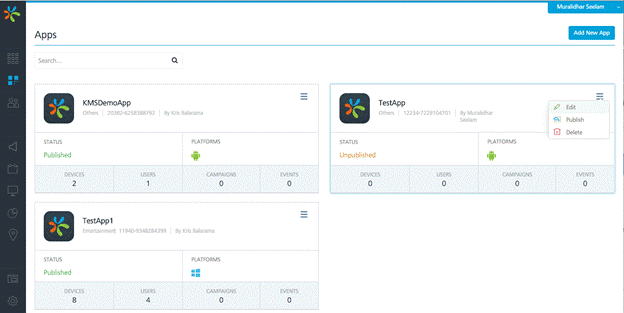 Muralidhar Seelam
Apps
Add New App
Search...
KMSDemoApp
Others 20382-6258388792 By Kris Balarama
STATUS PLATFORMS
Published
DEVICES USERS CAMPAIGNS EVENTS
2 1 0 0
TestApp
Others 12234-7229104701 By Muralidhar
Seelam
Edit
Publish
Delete
STATUS PLATFORMS
Unpublished
DEVICES USERS CAMPAIGNS EVENTS
0 0 0 0
TestApp1
Entertainment 11940-9348284399 By Kris Balarama
STATUS PLATFORMS
Published
DEVICES USERS CAMPAIGNS EVENTS
8 4 0 0